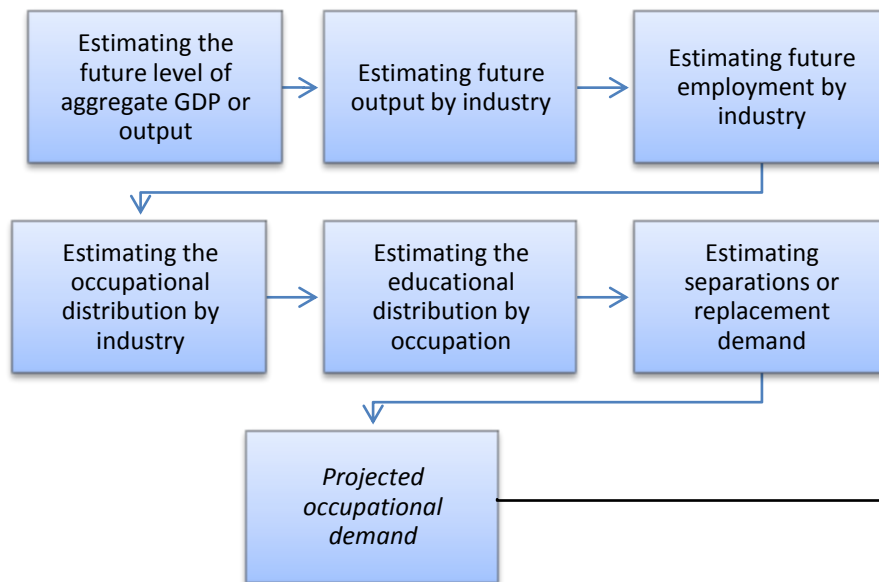 Estimating the
future level of
aggregate GDP or
output
Estimating future
output by industry
Estimating future
employment by
industry
Estimating the
occupational
distribution by
industry
Estimating the
educational
distribution by
occupation
Estimating
separations or
replacement
demand
Projected
occupational
demand